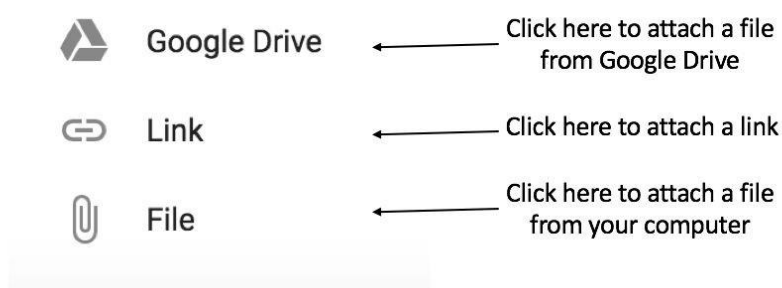 Google Drive
Click here to attach a file
from Google Drive
Link
Click here to attach a link
File
Click here to attach a file
from your computer